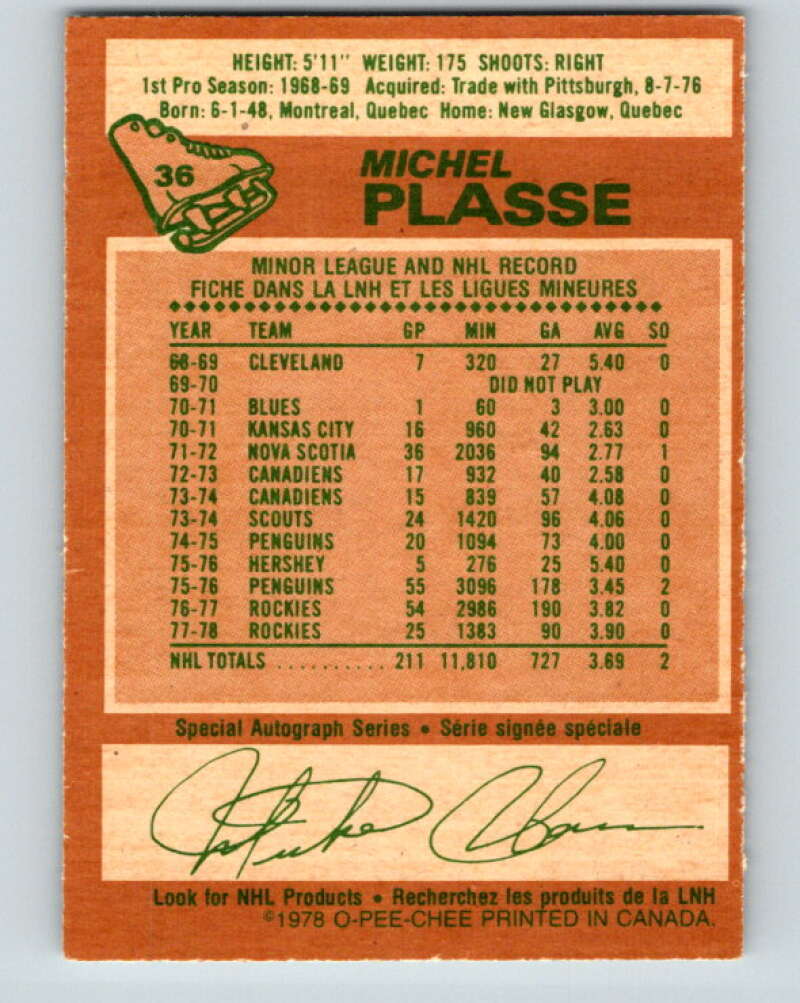 HEIGHT: 5'11" WEIGHT: 175 SHOOTS: RIGHT
1st Pro Season: 1968-69 Acquired: Trade with Pittsburgh, 8-7-76
Born: 6-1-48, Montreal, Quebec Home: New Glasgow, Quebec
36
MICHEL
PLASSE
MINOR LEAGUE AND NHL RECORD
FICHE DANS LA LNH ET LES LIGUES MINEURES
YEAR TEAM GP MIN GA AVG SO
68-69 CLEVELAND 7 320 27 5.40 0
69-70 DID NOT PLAY
70-71 BLUES 1 60 3 3.00 0
70-71 KANSAS CITY 16 960 42 2.63 0
71-72 NOVA SCOTIA 36 2036 94 2.77 1
72-73 CANADIENS 17 932 40 2.58 0
73-74 CANADIENS 15 839 57 4.08 0
73-74 SCOUTS 24 1420 96 4.06 0
74-75 PENGUINS 20 1094 73 4.00 0
75-76 HERSHEY 5 276 25 5.40 0
75-76 PENGUINS 55 3096 178 3.45 2
76-77 ROCKIES 54 2986 190 3.82 0
77-78 ROCKIES 25 1383 90 3.90 0
NHL TOTALS .......... 211 11,810 727 3.69 2
Special Autograph Series • Série signée spéciale
Look for NHL Products • Recherchez les produits de la LNH
©1978 O-PEE-CHEE PRINTED IN CANADA.